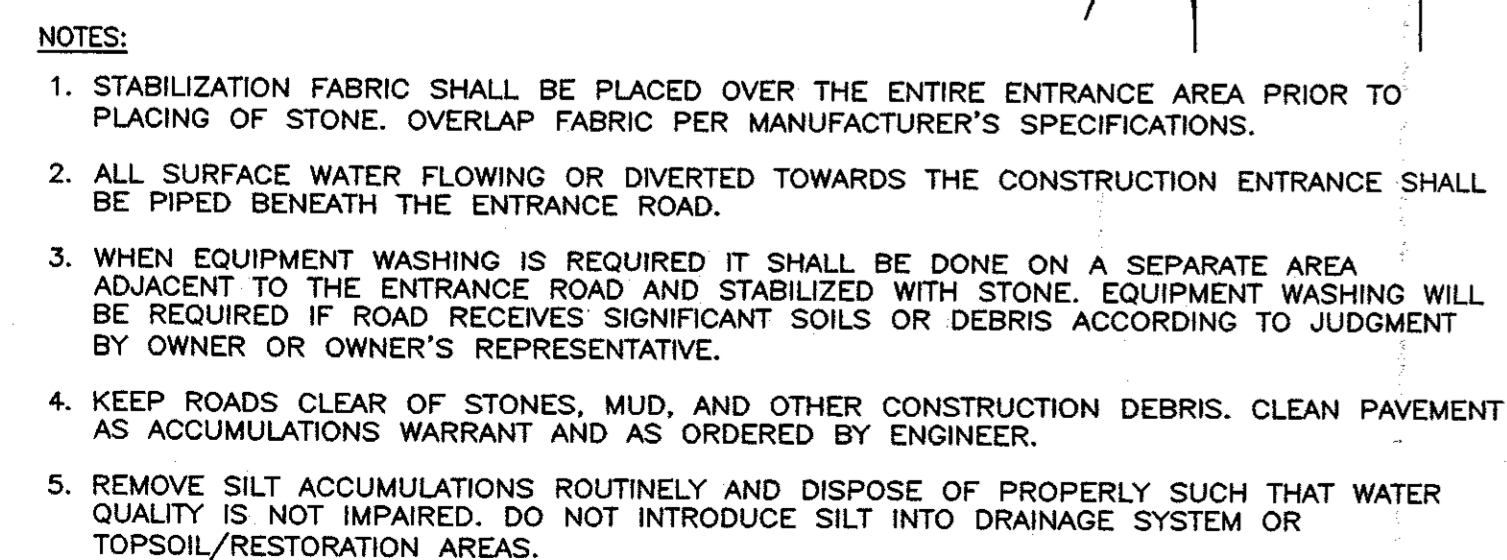 NOTES:
1. STABILIZATION FABRIC SHALL BE PLACED OVER THE ENTIRE ENTRANCE AREA PRIOR TO
PLACING OF STONE. OVERLAP FABRIC PER MANUFACTURER'S SPECIFICATIONS.
2. ALL SURFACE WATER FLOWING OR DIVERTED TOWARDS THE CONSTRUCTION ENTRANCE SHALL
BE PIPED BENEATH THE ENTRANCE ROAD.
3. WHEN EQUIPMENT WASHING IS REQUIRED IT SHALL BE DONE ON A SEPARATE AREA
ADJACENT TO THE ENTRANCE ROAD AND STABILIZED WITH STONE. EQUIPMENT WASHING WILL
BE REQUIRED IF ROAD RECEIVES SIGNIFICANT SOILS OR DEBRIS ACCORDING TO JUDGMENT
BY OWNER OR OWNER'S REPRESENTATIVE.
4. KEEP ROADS CLEAR OF STONES, MUD, AND OTHER CONSTRUCTION DEBRIS. CLEAN PAVEMENT
AS ACCUMULATIONS WARRANT AND AS ORDERED BY ENGINEER.
5. REMOVE SILT ACCUMULATIONS ROUTINELY AND DISPOSE OF PROPERLY SUCH THAT WATER
QUALITY IS NOT IMPAIRED. DO NOT INTRODUCE SILT INTO DRAINAGE SYSTEM OR
TOPSOIL/RESTORATION AREAS.